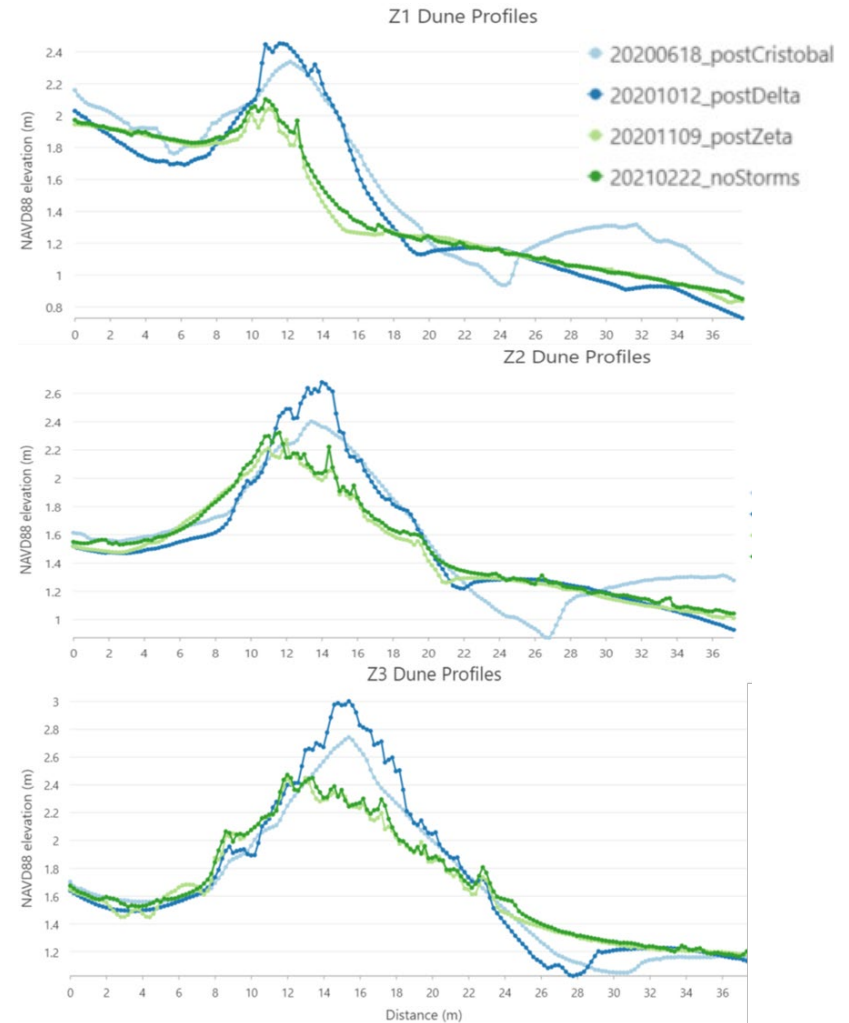 Z1 Dune Profiles
20200618_postCristobal
20201012_postDelta
20201109_postZeta
20210222_noStorms
NAVD88 elevation (m)
2.4
2.2
2
1.8
1.6
1.4
1.2
1
0.8
0 2 4 6 8 10 12 14 16 18 20 22 24 26 28 30 32 34 36
Z2 Dune Profiles
NAVD88 elevation (m)
2.6
2.4
2.2
2
1.8
1.6
1.4
1.2
1
0 2 4 6 8 10 12 14 16 18 20 22 24 26 28 30 32 34 36
Z3 Dune Profiles
NAVD88 elevation (m)
3
2.8
2.6
2.4
2.2
2
1.8
1.6
1.4
1.2
0 2 4 6 8 10 12 14 16 18 20 22 24 26 28 30 32 34 36
Distance (m)